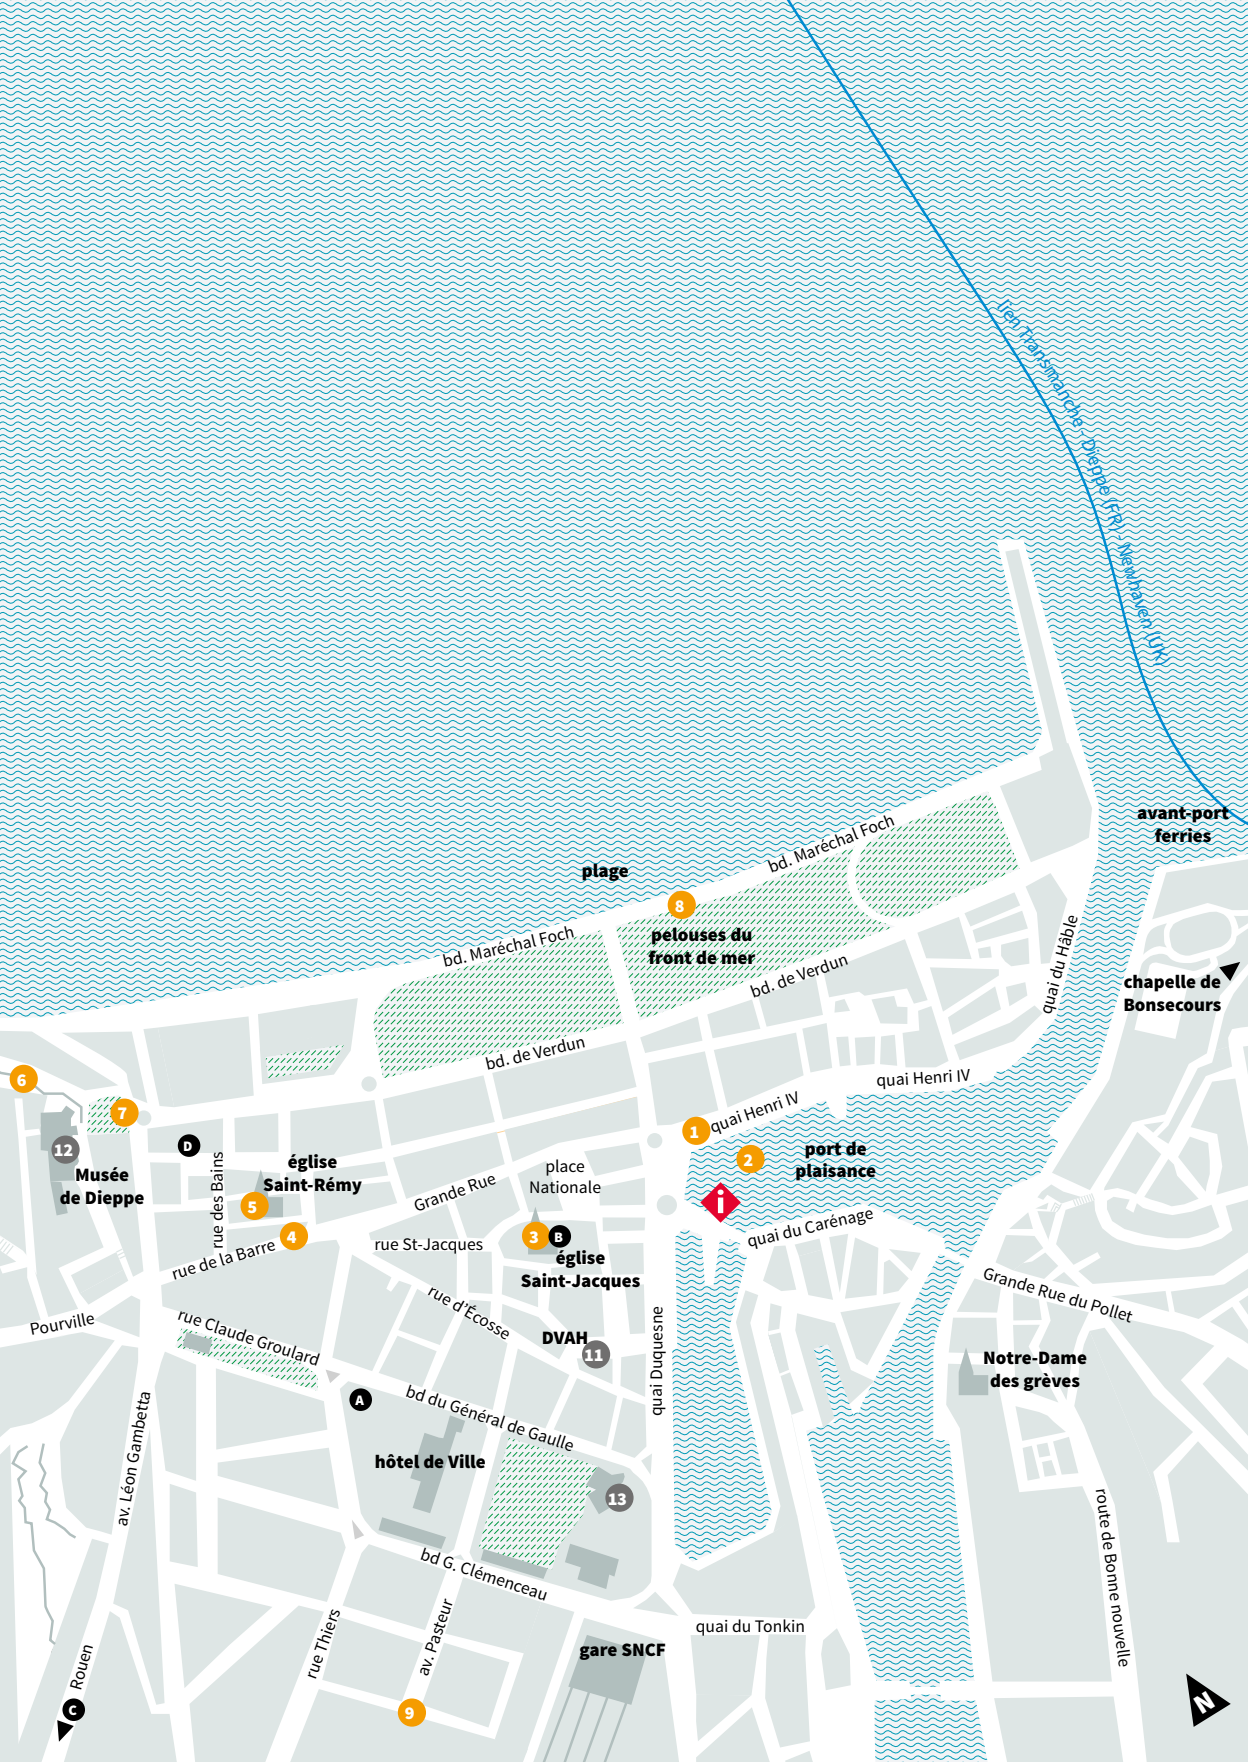 lien Transmanche - Dieppe (FR) - Newhaven (UK)
avant-port
ferries
bd. Maréchal Foch
plage
8
pelouses du
front de mer
bd. Maréchal Foch
bd. de Verdun
quai du Hâble
chapelle de
Bonsecours
bd. de Verdun
6
quai Henri IV
7
quai Henri IV
1
D
12
port de
plaisance
2
Musée
de Dieppe
église
Saint-Rémy
place
Nationale
rue des Bains
Grande Rue
5
i
4
3
B
quai du Carénage
rue St-Jacques
rue de la Barre
église
Saint-Jacques
Grande Rue du Pollet
Pourville
rue Claude Groulard
rue d'Écosse
DVAH
11
quai Duquesne
Notre-Dame
des grèves
A
bd du Général de Gaulle
av. Léon Gambetta
hôtel de Ville
13
route de Bonne nouvelle
bd G. Clémenceau
quai du Tonkin
rue Thiers
av. Pasteur
gare SNCF
Rouen
C
9
N